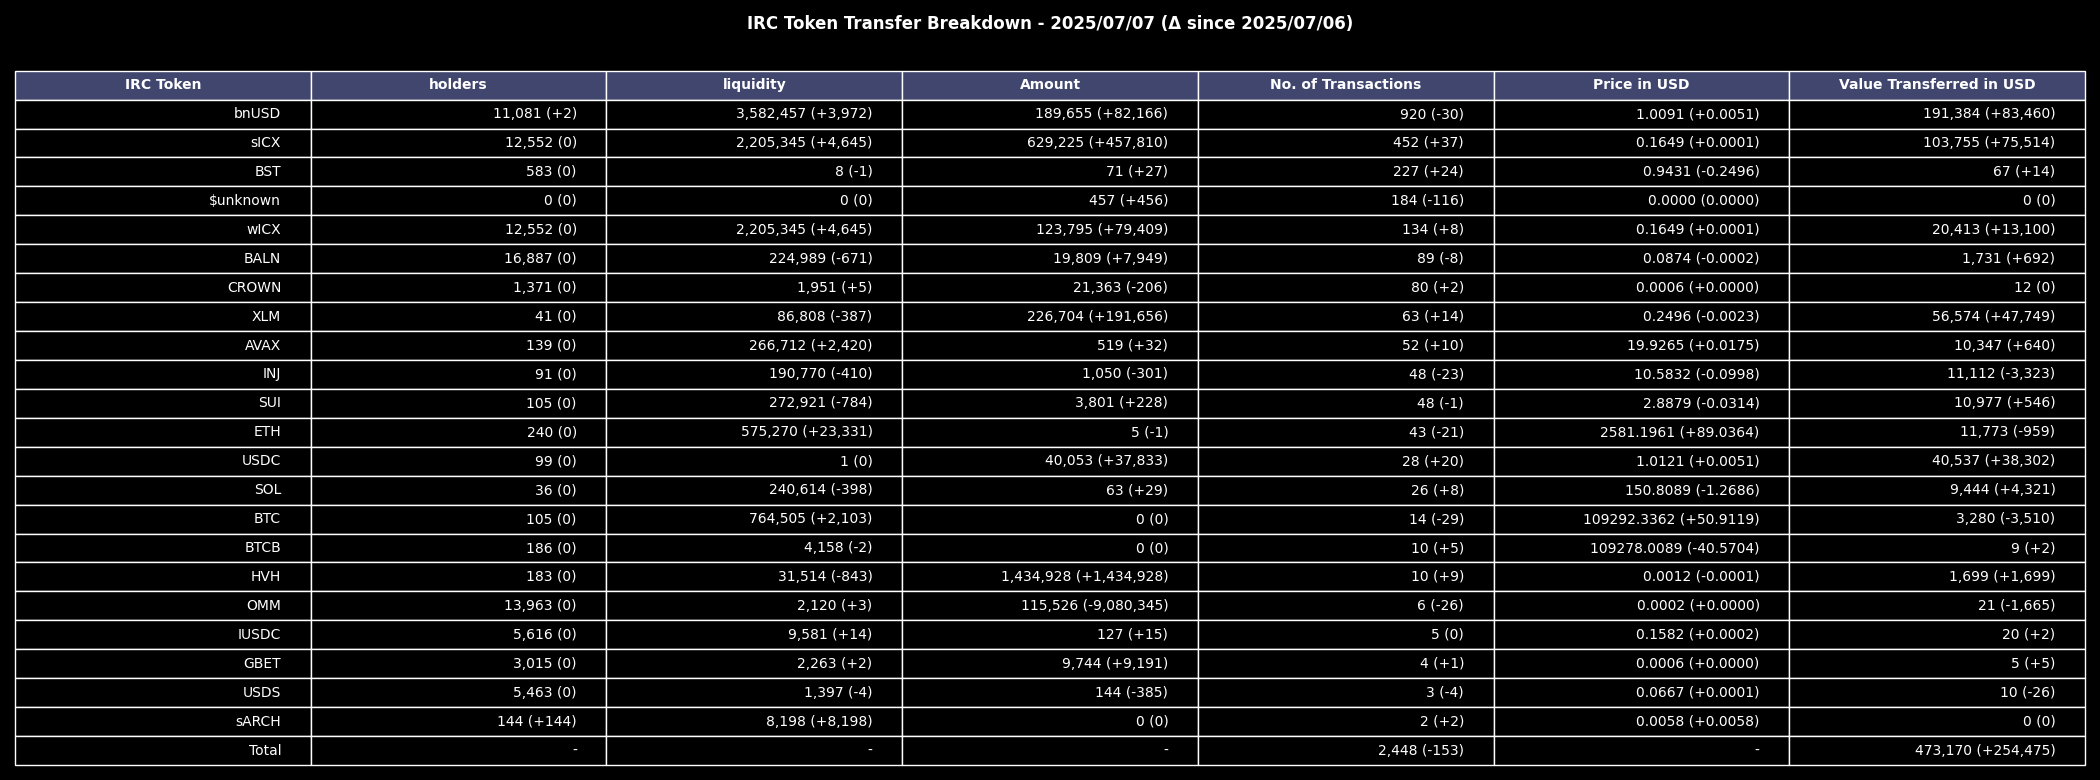 IRC Token Transfer Breakdown - 2025/07/07 (Δ since 2025/07/06)
IRC Token holders liquidity Amount No. of Transactions Price in USD Value Transferred in USD
bnUSD 11,081 (+2) 3,582,457 (+3,972) 189,655 (+82,166) 920 (-30) 1.0091 (+0.0051) 191,384 (+83,460)
sICX 12,552 (0) 2,205,345 (+4,645) 629,225 (+457,810) 452 (+37) 0.1649 (+0.0001) 103,755 (+75,514)
BST 583 (0) 8 (-1) 71 (+27) 227 (+24) 0.9431 (-0.2496) 67 (+14)
$unknown 0 (0) 0 (0) 457 (+456) 184 (-116) 0.0000 (0.0000) 0 (0)
wICX 12,552 (0) 2,205,345 (+4,645) 123,795 (+79,409) 134 (+8) 0.1649 (+0.0001) 20,413 (+13,100)
BALN 16,887 (0) 224,989 (-671) 19,809 (+7,949) 89 (-8) 0.0874 (-0.0002) 1,731 (+692)
CROWN 1,371 (0) 1,951 (+5) 21,363 (-206) 80 (+2) 0.0006 (+0.0000) 12 (0)
XLM 41 (0) 86,808 (-387) 226,704 (+191,656) 63 (+14) 0.2496 (-0.0023) 56,574 (+47,749)
AVAX 139 (0) 266,712 (+2,420) 519 (+32) 52 (+10) 19.9265 (+0.0175) 10,347 (+640)
INJ 91 (0) 190,770 (-410) 1,050 (-301) 48 (-23) 10.5832 (-0.0998) 11,112 (-3,323)
SUI 105 (0) 272,921 (-784) 3,801 (+228) 48 (-1) 2.8879 (-0.0314) 10,977 (+546)
ETH 240 (0) 575,270 (+23,331) 5 (-1) 43 (-21) 2581.1961 (+89.0364) 11,773 (-959)
USDC 99 (0) 1 (0) 40,053 (+37,833) 28 (+20) 1.0121 (+0.0051) 40,537 (+38,302)
SOL 36 (0) 240,614 (-398) 63 (+29) 26 (+8) 150.8089 (-1.2686) 9,444 (+4,321)
BTC 105 (0) 764,505 (+2,103) 0 (0) 14 (-29) 109292.3362 (+50.9119) 3,280 (-3,510)
BTCB 186 (0) 4,158 (-2) 0 (0) 10 (+5) 109278.0089 (-40.5704) 9 (+2)
HVH 183 (0) 31,514 (-843) 1,434,928 (+1,434,928) 10 (+9) 0.0012 (-0.0001) 1,699 (+1,699)
OMM 13,963 (0) 2,120 (+3) 115,526 (-9,080,345) 6 (-26) 0.0002 (+0.0000) 21 (-1,665)
IUSDC 5,616 (0) 9,581 (+14) 127 (+15) 5 (0) 0.1582 (+0.0002) 20 (+2)
GBET 3,015 (0) 2,263 (+2) 9,744 (+9,191) 4 (+1) 0.0006 (+0.0000) 5 (+5)
USDS 5,463 (0) 1,397 (-4) 144 (-385) 3 (-4) 0.0667 (+0.0001) 10 (-26)
sARCH 144 (+144) 8,198 (+8,198) 0 (0) 2 (+2) 0.0058 (+0.0058) 0 (0)
Total - - - 2,448 (-153) - 473,170 (+254,475)